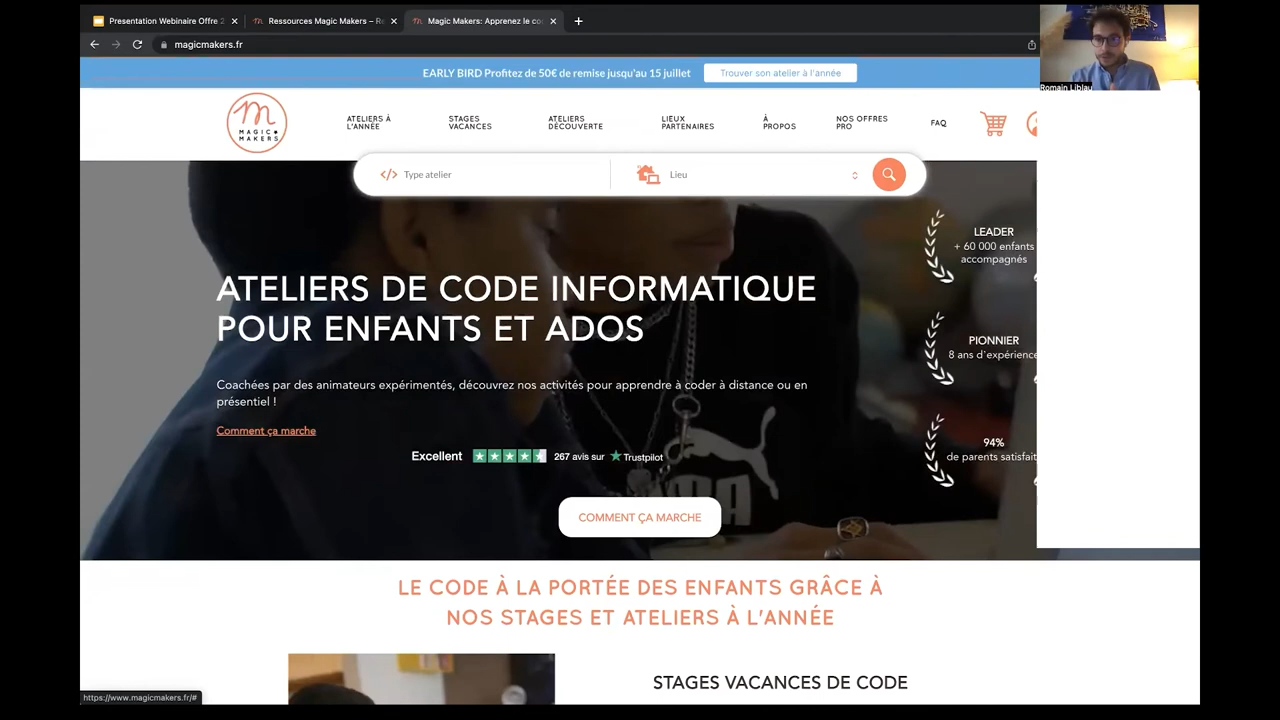 Presentation Webinaire Offre 2
Ressources Magic Makers – Re
Magic Makers: Apprenez le co
magicmakers.fr
Romain Liblau
EARLY BIRD Profitez de 50€ de remise jusqu'au 15 juillet
Trouver son atelier à l'année
MAGIC
MAKERS
ATELIERS À
L'ANNÉE
STAGES
VACANCES
ATELIERS
DÉCOUVERTE
LIEUX
PARTENAIRES
À
PROPOS
NOS OFFRES
PRO
FAQ
</> Type atelier
Lieu
LEADER
+ 60 000 enfants
accompagnés
ATELIERS DE CODE INFORMATIQUE
POUR ENFANTS ET ADOS
PIONNIER
8 ans d'expérience
Coachées par des animateurs expérimentés, découvrez nos activités pour apprendre à coder à distance ou en
présentiel !
Comment ça marche
94%
de parents satisfait
Excellent
267 avis sur
Trustpilot
COMMENT ÇA MARCHE
LE CODE À LA PORTÉE DES ENFANTS GRÂCE À
NOS STAGES ET ATELIERS À L'ANNÉE
STAGES VACANCES DE CODE
https://www.magicmakers.fr/#